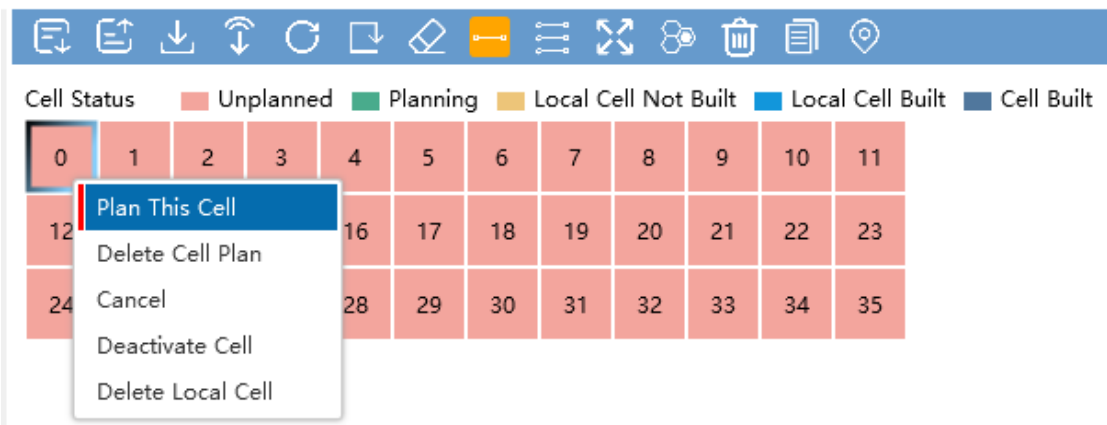 Cell Status Unplanned Planning Local Cell Not Built Local Cell Built Cell Built
0 1 2 3 4 5 6 7 8 9 10 11
Plan This Cell
12 16 17 18 19 20 21 22 23
Delete Cell Plan
Cancel
24 28 29 30 31 32 33 34 35
Deactivate Cell
Delete Local Cell